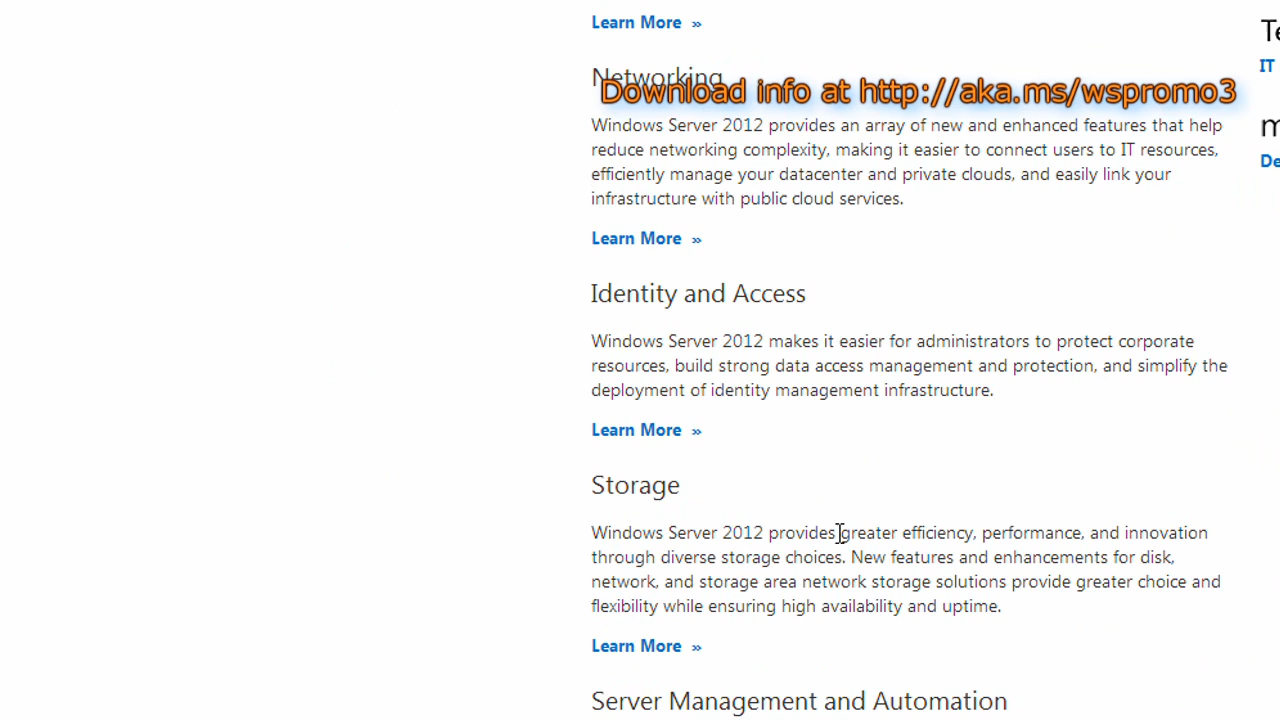 Learn More »
Networking
Download info at http://aka.ms/wspromo3
Windows Server 2012 provides an array of new and enhanced features that help
reduce networking complexity, making it easier to connect users to IT resources,
efficiently manage your datacenter and private clouds, and easily link your
infrastructure with public cloud services.
Learn More »
Identity and Access
Windows Server 2012 makes it easier for administrators to protect corporate
resources, build strong data access management and protection, and simplify the
deployment of identity management infrastructure.
Learn More »
Storage
Windows Server 2012 provides greater efficiency, performance, and innovation
through diverse storage choices. New features and enhancements for disk,
network, and storage area network storage solutions provide greater choice and
flexibility while ensuring high availability and uptime.
Learn More »
Server Management and Automation
Te
IT
m
De